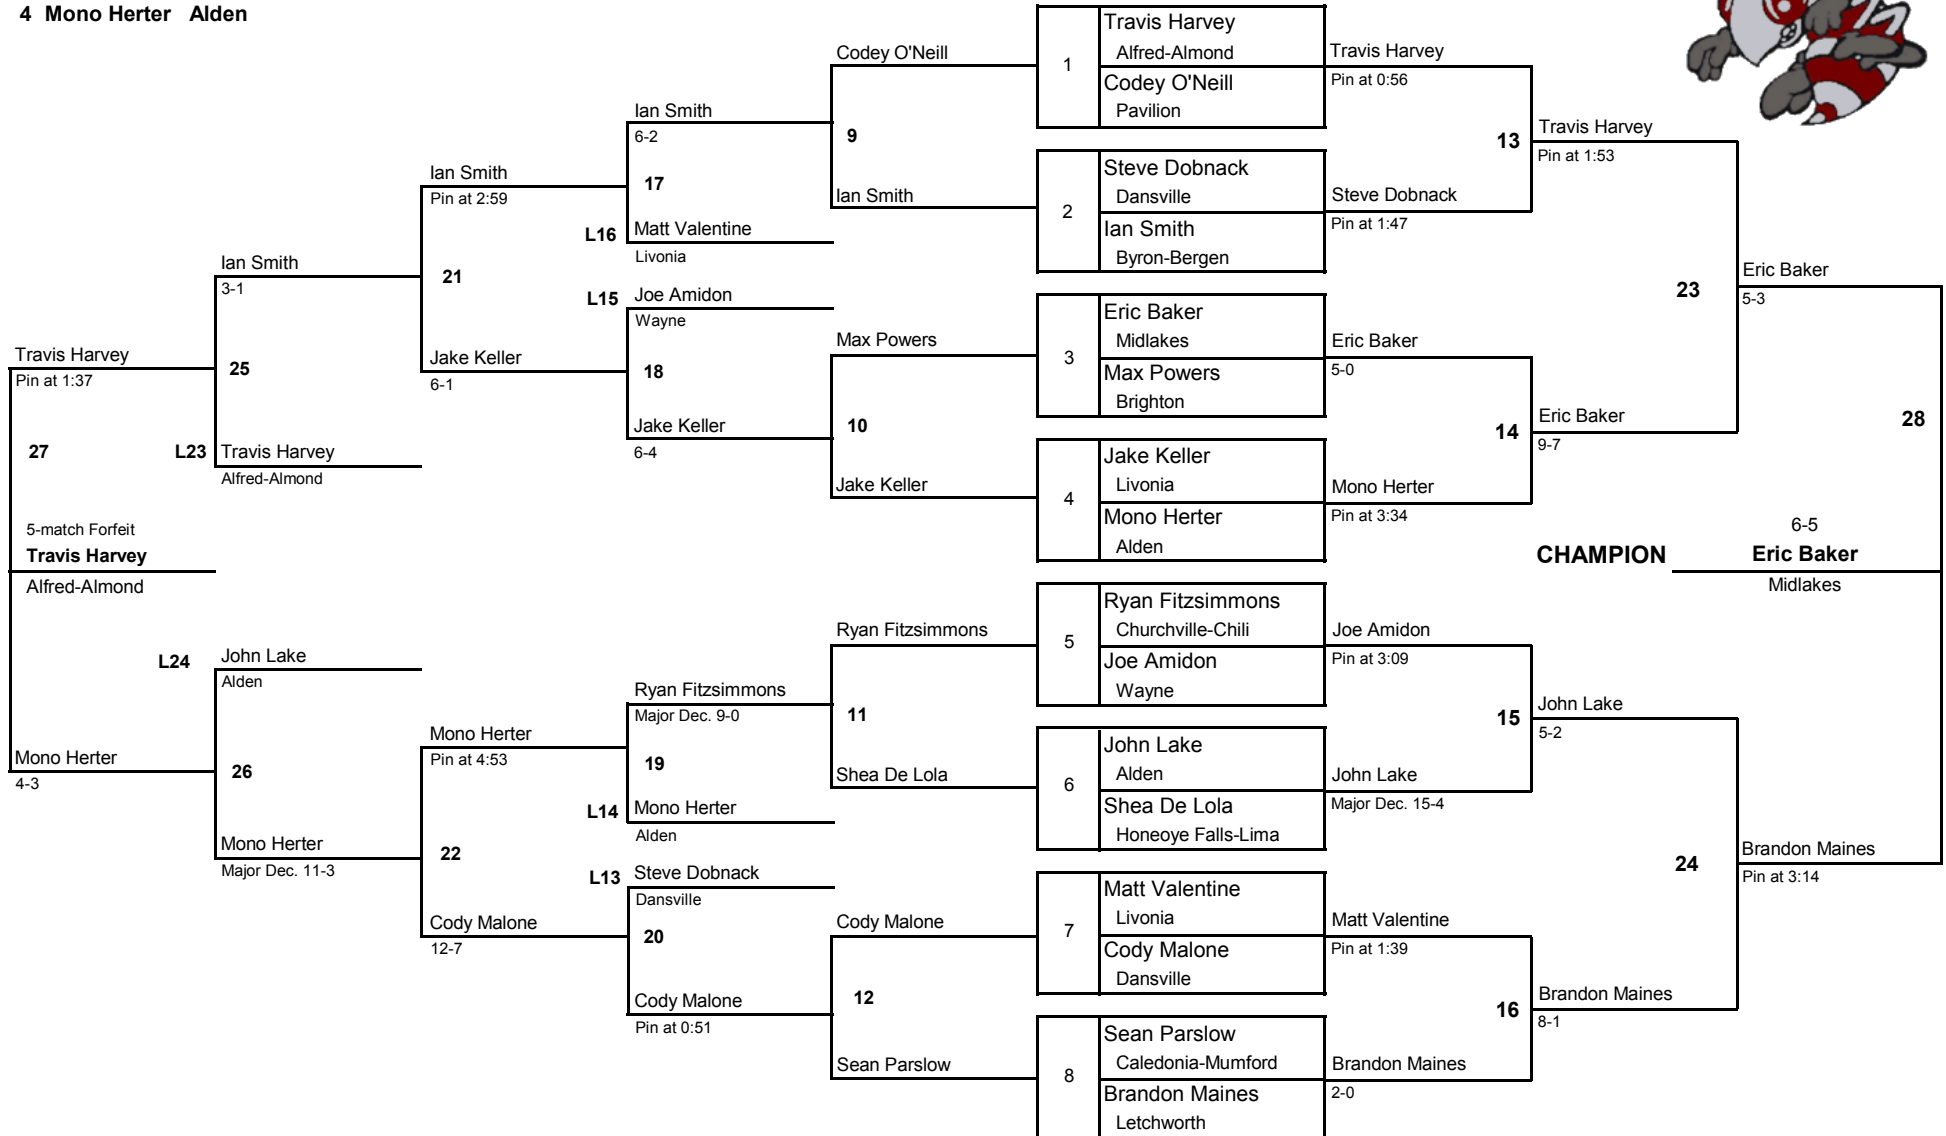 4 Mono Herter Alden
Travis Harvey
Pin at 1:37
27
5-match Forfeit
Travis Harvey
Alfred-Almond
Mono Herter
4-3
Ian Smith
3-1
25
L23 Travis Harvey
Alfred-Almond
L24 John Lake
Alden
26
Mono Herter
Major Dec. 11-3
Ian Smith
Pin at 2:59
21
Jake Keller
6-1
Mono Herter
Pin at 4:53
22
Cody Malone
12-7
Ian Smith
6-2
17
L16 Matt Valentine
Livonia
L15 Joe Amidon
Wayne
18
Jake Keller
6-4
Ryan Fitzsimmons
Major Dec. 9-0
19
L14 Mono Herter
Alden
L13 Steve Dobnack
Dansville
20
Cody Malone
Pin at 0:51
Codey O'Neill
9
Ian Smith
Max Powers
10
Jake Keller
Ryan Fitzsimmons
11
Shea De Lola
Cody Malone
12
Sean Parslow
1
Travis Harvey
Alfred-Almond
Codey O'Neill
Pavilion
2
Steve Dobnack
Dansville
Ian Smith
Byron-Bergen
3
Eric Baker
Midlakes
Max Powers
Brighton
4
Jake Keller
Livonia
Mono Herter
Alden
5
Ryan Fitzsimmons
Churchville-Chili
Joe Amidon
Wayne
6
John Lake
Alden
Shea De Lola
Honeoye Falls-Lima
7
Matt Valentine
Livonia
Cody Malone
Dansville
8
Sean Parslow
Caledonia-Mumford
Brandon Maines
Letchworth
Travis Harvey
Pin at 0:56
13
Steve Dobnack
Pin at 1:47
Eric Baker
5-0
14
Mono Herter
Pin at 3:34
Joe Amidon
Pin at 3:09
15
John Lake
Major Dec. 15-4
Matt Valentine
Pin at 1:39
16
Brandon Maines
2-0
Travis Harvey
Pin at 1:53
23
Eric Baker
9-7
John Lake
5-2
24
Brandon Maines
8-1
Eric Baker
5-3
28
6-5
CHAMPION Eric Baker
Midlakes
Brandon Maines
Pin at 3:14